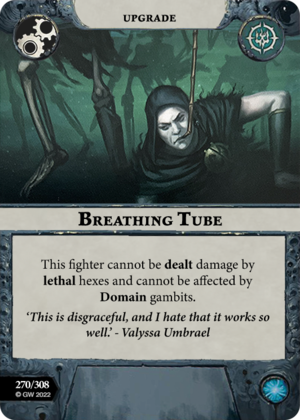 UPGRADE
BREATHING TUBE
This fighter cannot be dealt damage by
lethal hexes and cannot be affected by
Domain gambits.
‘This is disgraceful, and I hate that it works so
well.’ - Valyssa Umbrael
270/308
© GW 2022